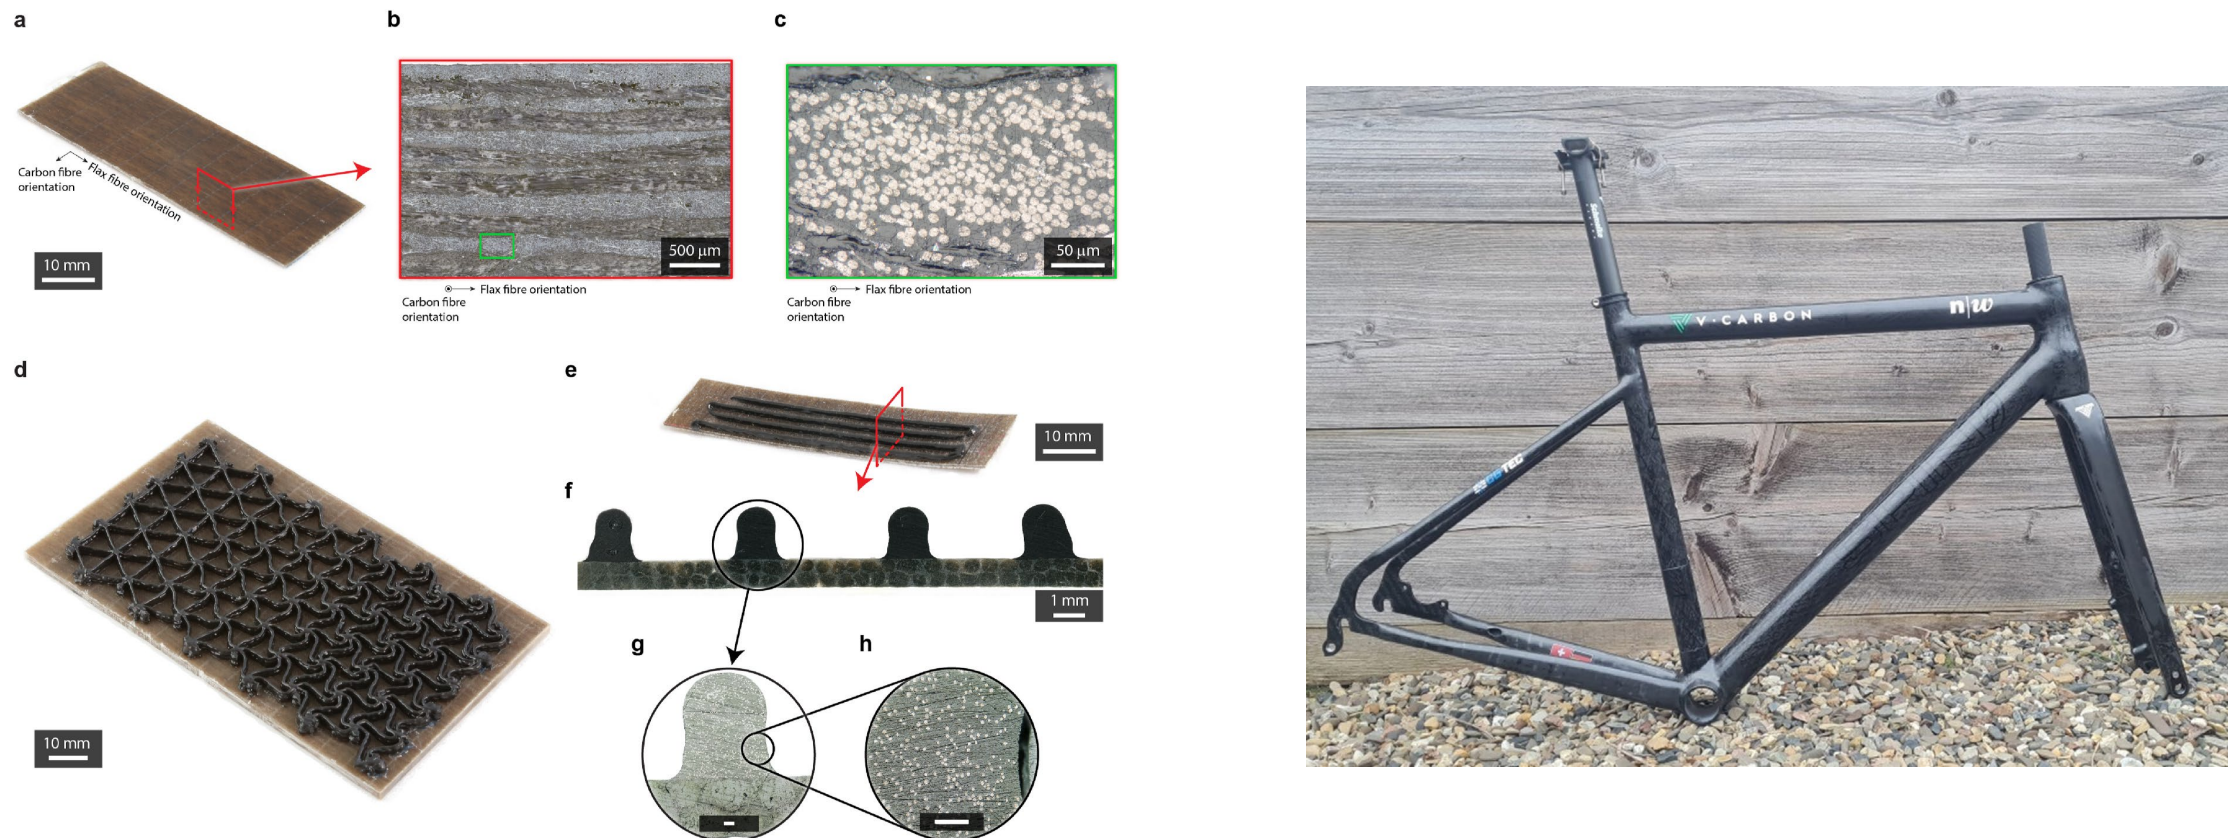 a
b
c
Carbon fibre
orientation
Flax fibre orientation
10 mm
500 µm
50 µm
Flax fibre orientation
Carbon fibre
orientation
Flax fibre orientation
Carbon fibre
orientation
d
e
10 mm
f
1 mm
g
h
10 mm
V·CARBON
n|w